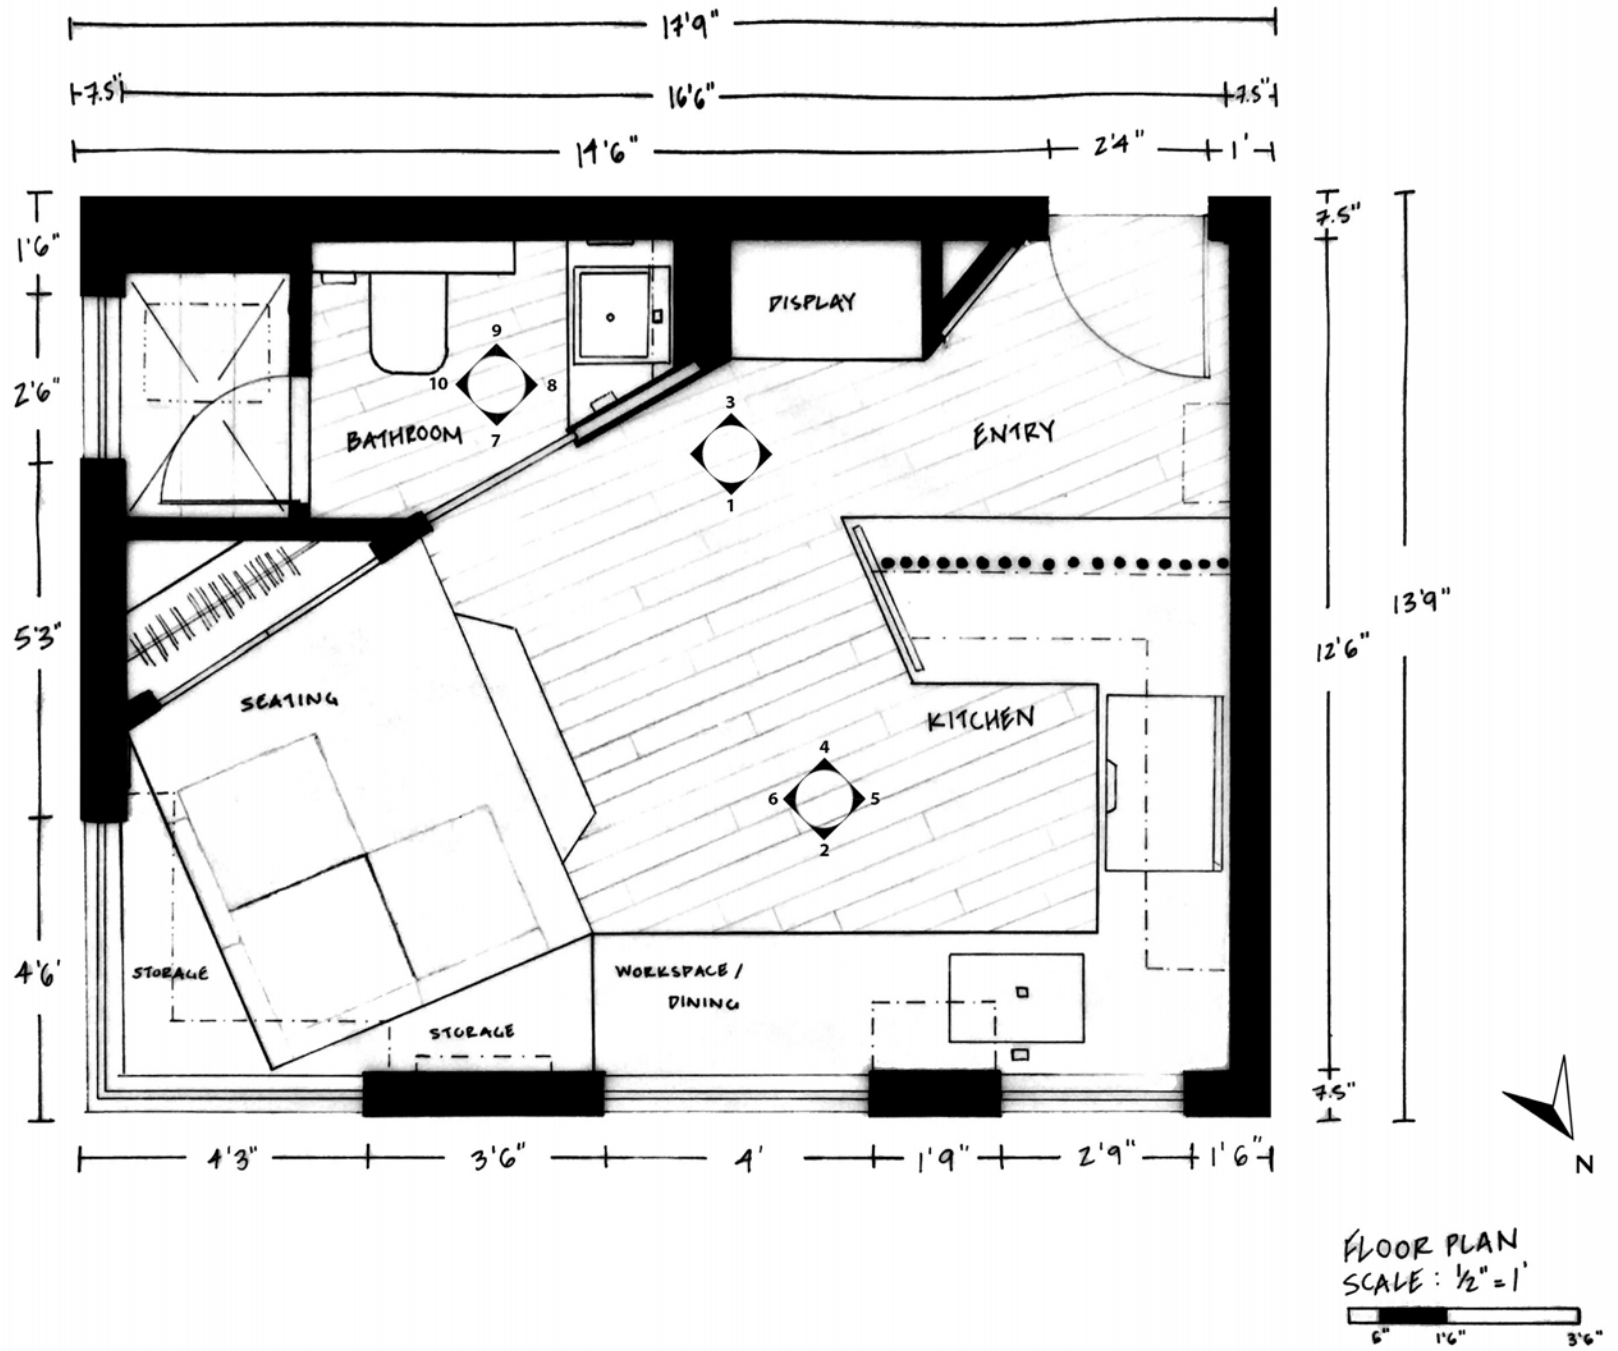 17'9"
7.5"
16'6"
7.5"
14'6"
2'4"
1'
1'6"
7.5"
DISPLAY
9
2'6"
10
8
3
BATHROOM
7
ENTRY
1
13'9"
5'3"
12'6"
SEATING
KITCHEN
4
6
5
2
4'6'
STORAGE
WORKSPACE /
DINING
STORAGE
7.5"
4'3"
3'6"
4'
1'9"
2'9"
1'6"
N
FLOOR PLAN
SCALE : 1/2" = 1'
6"
1'6"
3'6"